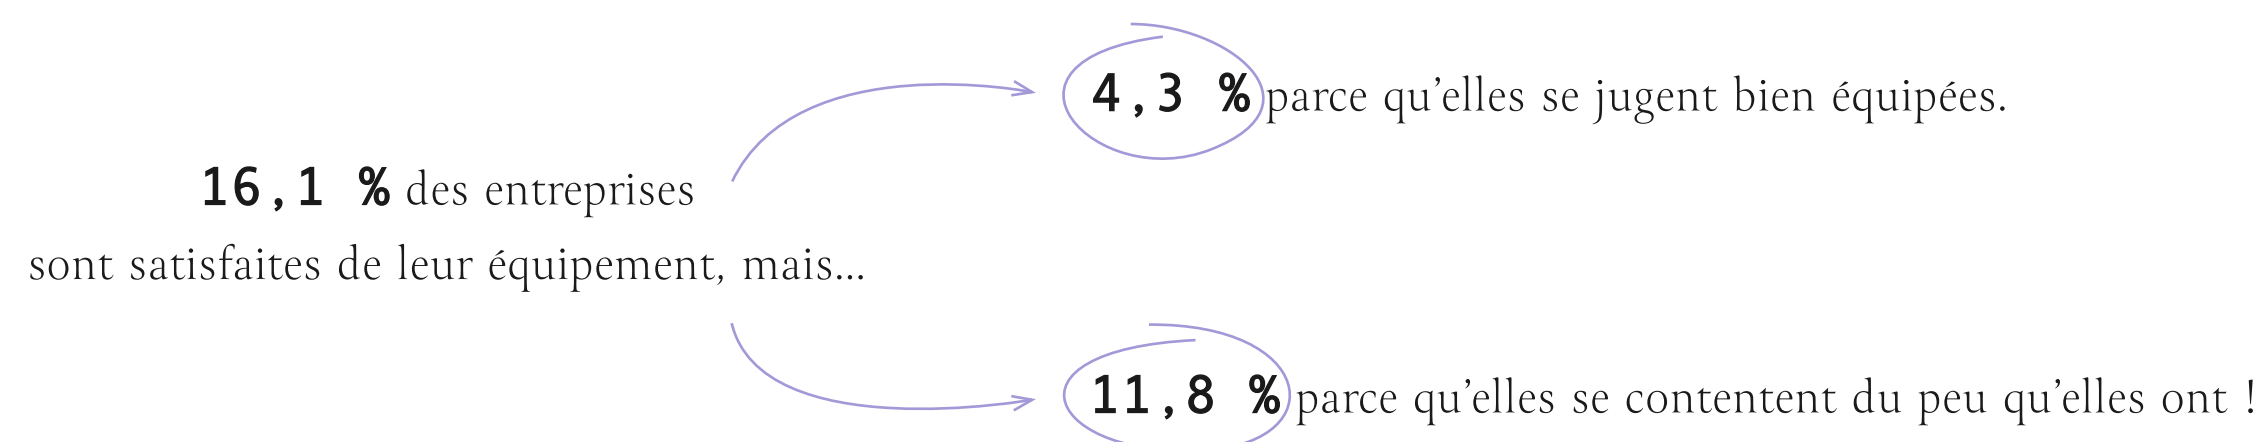 4,3 % parce qu’elles se jugent bien équipées.
16,1 % des entreprises
sont satisfaites de leur équipement, mais...
11,8 % parce qu’elles se contentent du peu qu’elles ont !